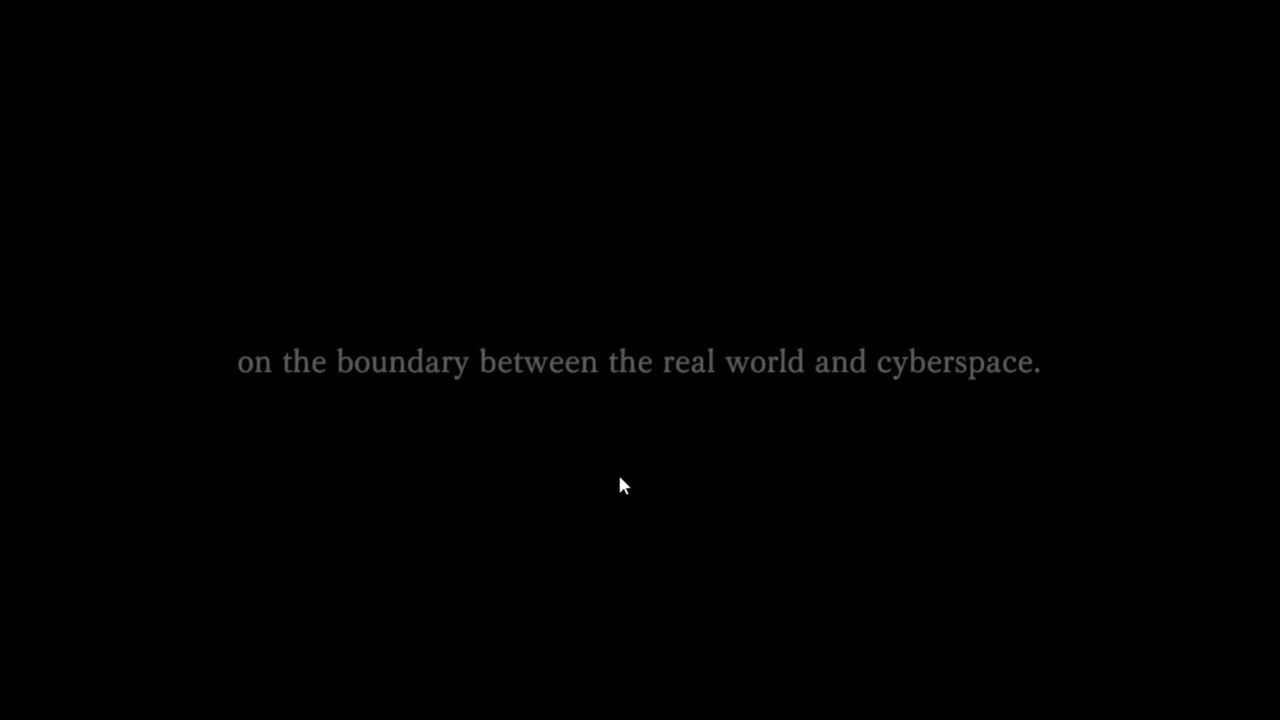 on the boundary between the real world and cyberspace.